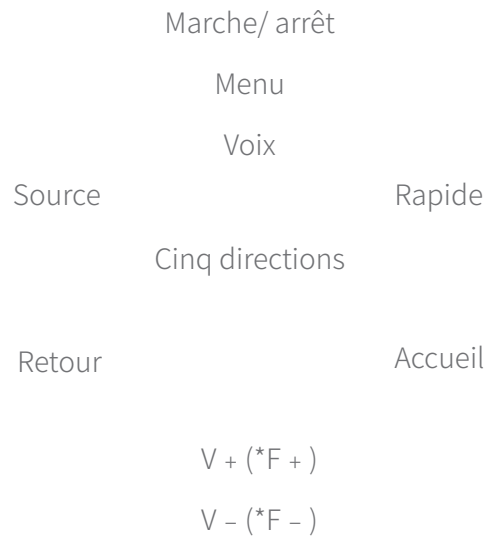 Marche/ arrêt
Menu
Voix
Source
Rapide
Cinq directions
Retour
Accueil
V + (*F + )
V – (*F – )